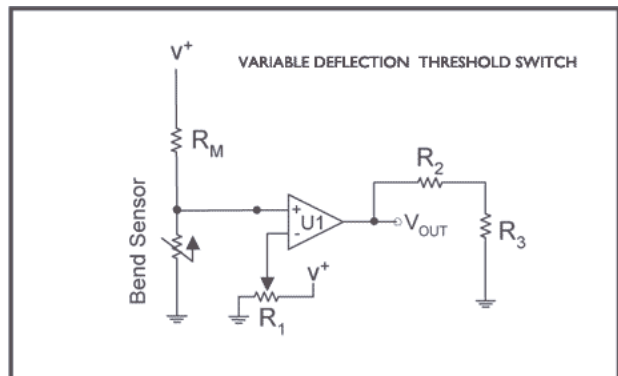 V+
VARIABLE DEFLECTION THRESHOLD SWITCH
RM
Bend Sensor
+
U1
-
VOUT
R2
R3
V+
R1